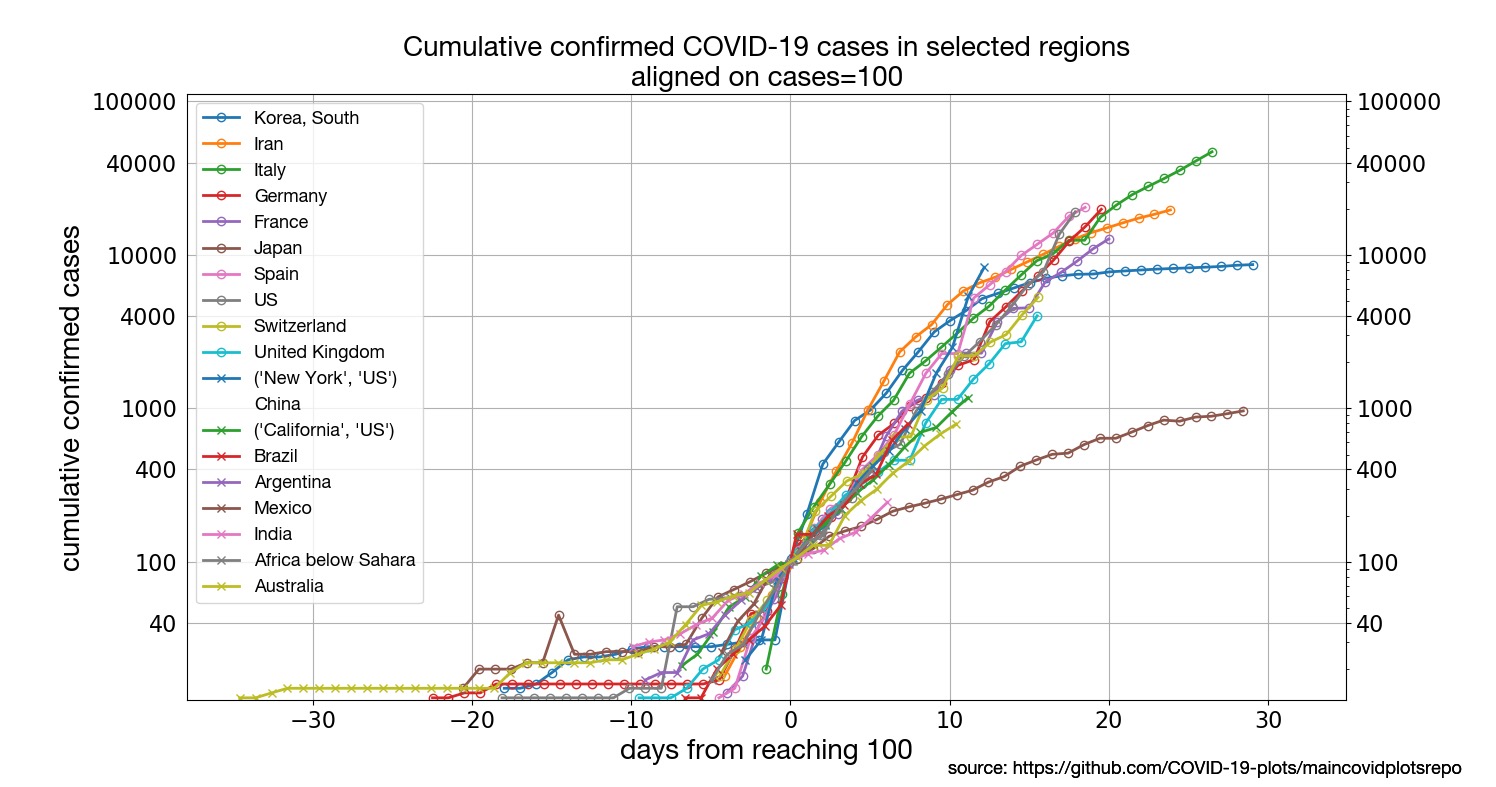 Cumulative confirmed COVID-19 cases in selected regions
aligned on cases=100
100000
40000
10000
4000
1000
400
100
40
cumulative confirmed cases
Korea, South
Iran
Italy
Germany
France
Japan
Spain
US
Switzerland
United Kingdom
('New York', 'US')
China
('California', 'US')
Brazil
Argentina
Mexico
India
Africa below Sahara
Australia
100000
40000
10000
4000
1000
400
100
40
−30
−20
−10
0
10
20
30
days from reaching 100
source: https://github.com/COVID-19-plots/maincovidplotsrepo